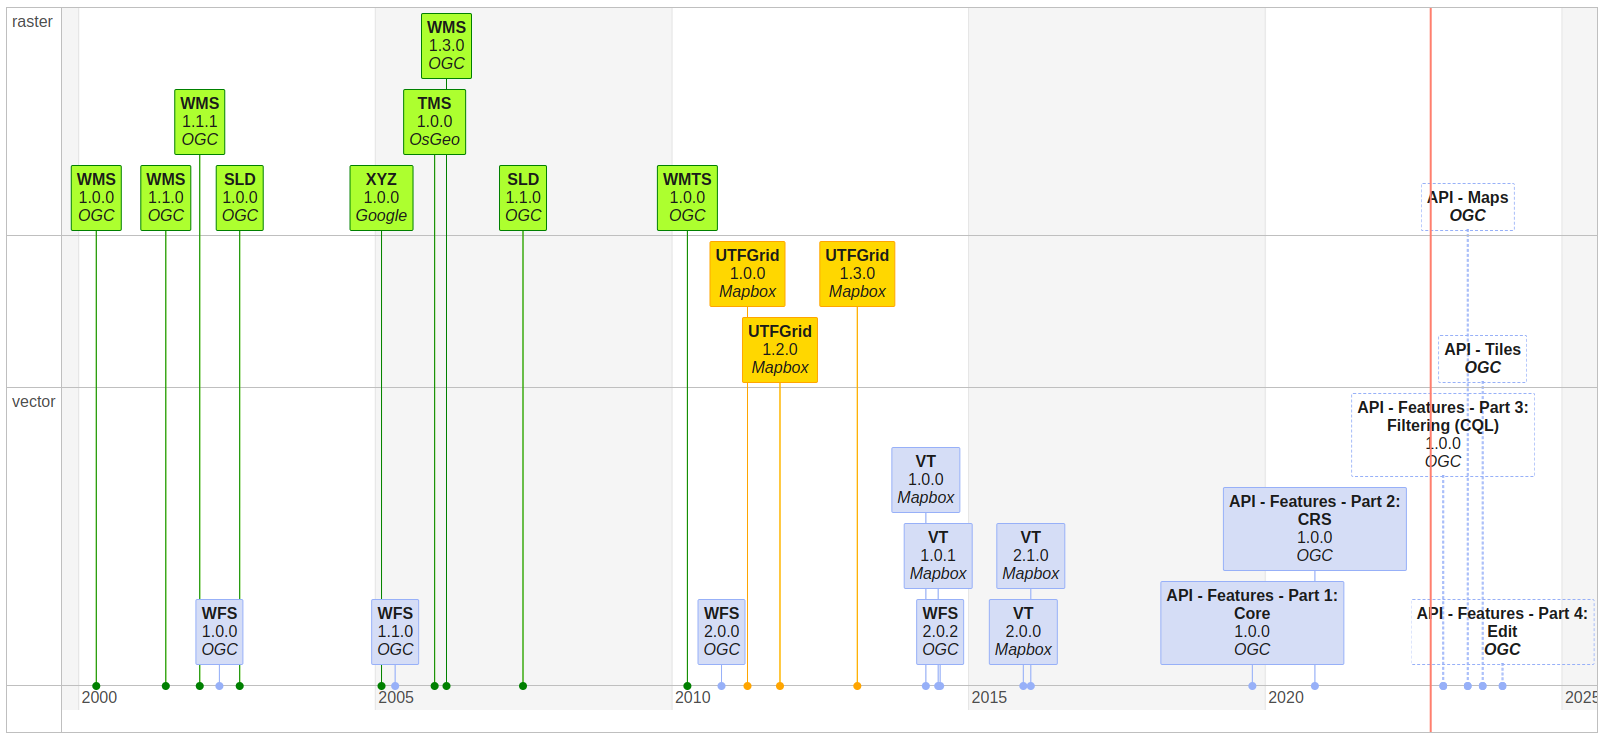 raster
WMS
1.3.0
OGC
WMS
1.1.1
OGC
TMS
1.0.0
OsGeo
WMS
1.0.0
OGC
WMS
1.1.0
OGC
SLD
1.0.0
OGC
XYZ
1.0.0
Google
SLD
1.1.0
OGC
WMTS
1.0.0
OGC
API - Maps
OGC
UTFGrid
1.0.0
Mapbox
UTFGrid
1.3.0
Mapbox
UTFGrid
1.2.0
Mapbox
API - Tiles
OGC
vector
API - Features - Part 3:
Filtering (CQL)
1.0.0
OGC
VT
1.0.0
Mapbox
API - Features - Part 2:
CRS
1.0.0
OGC
VT
1.0.1
Mapbox
VT
2.1.0
Mapbox
API - Features - Part 1:
Core
1.0.0
OGC
WFS
1.0.0
OGC
WFS
1.1.0
OGC
WFS
2.0.0
OGC
WFS
2.0.2
OGC
VT
2.0.0
Mapbox
API - Features - Part 4:
Edit
OGC
2000
2005
2010
2015
2020
2025